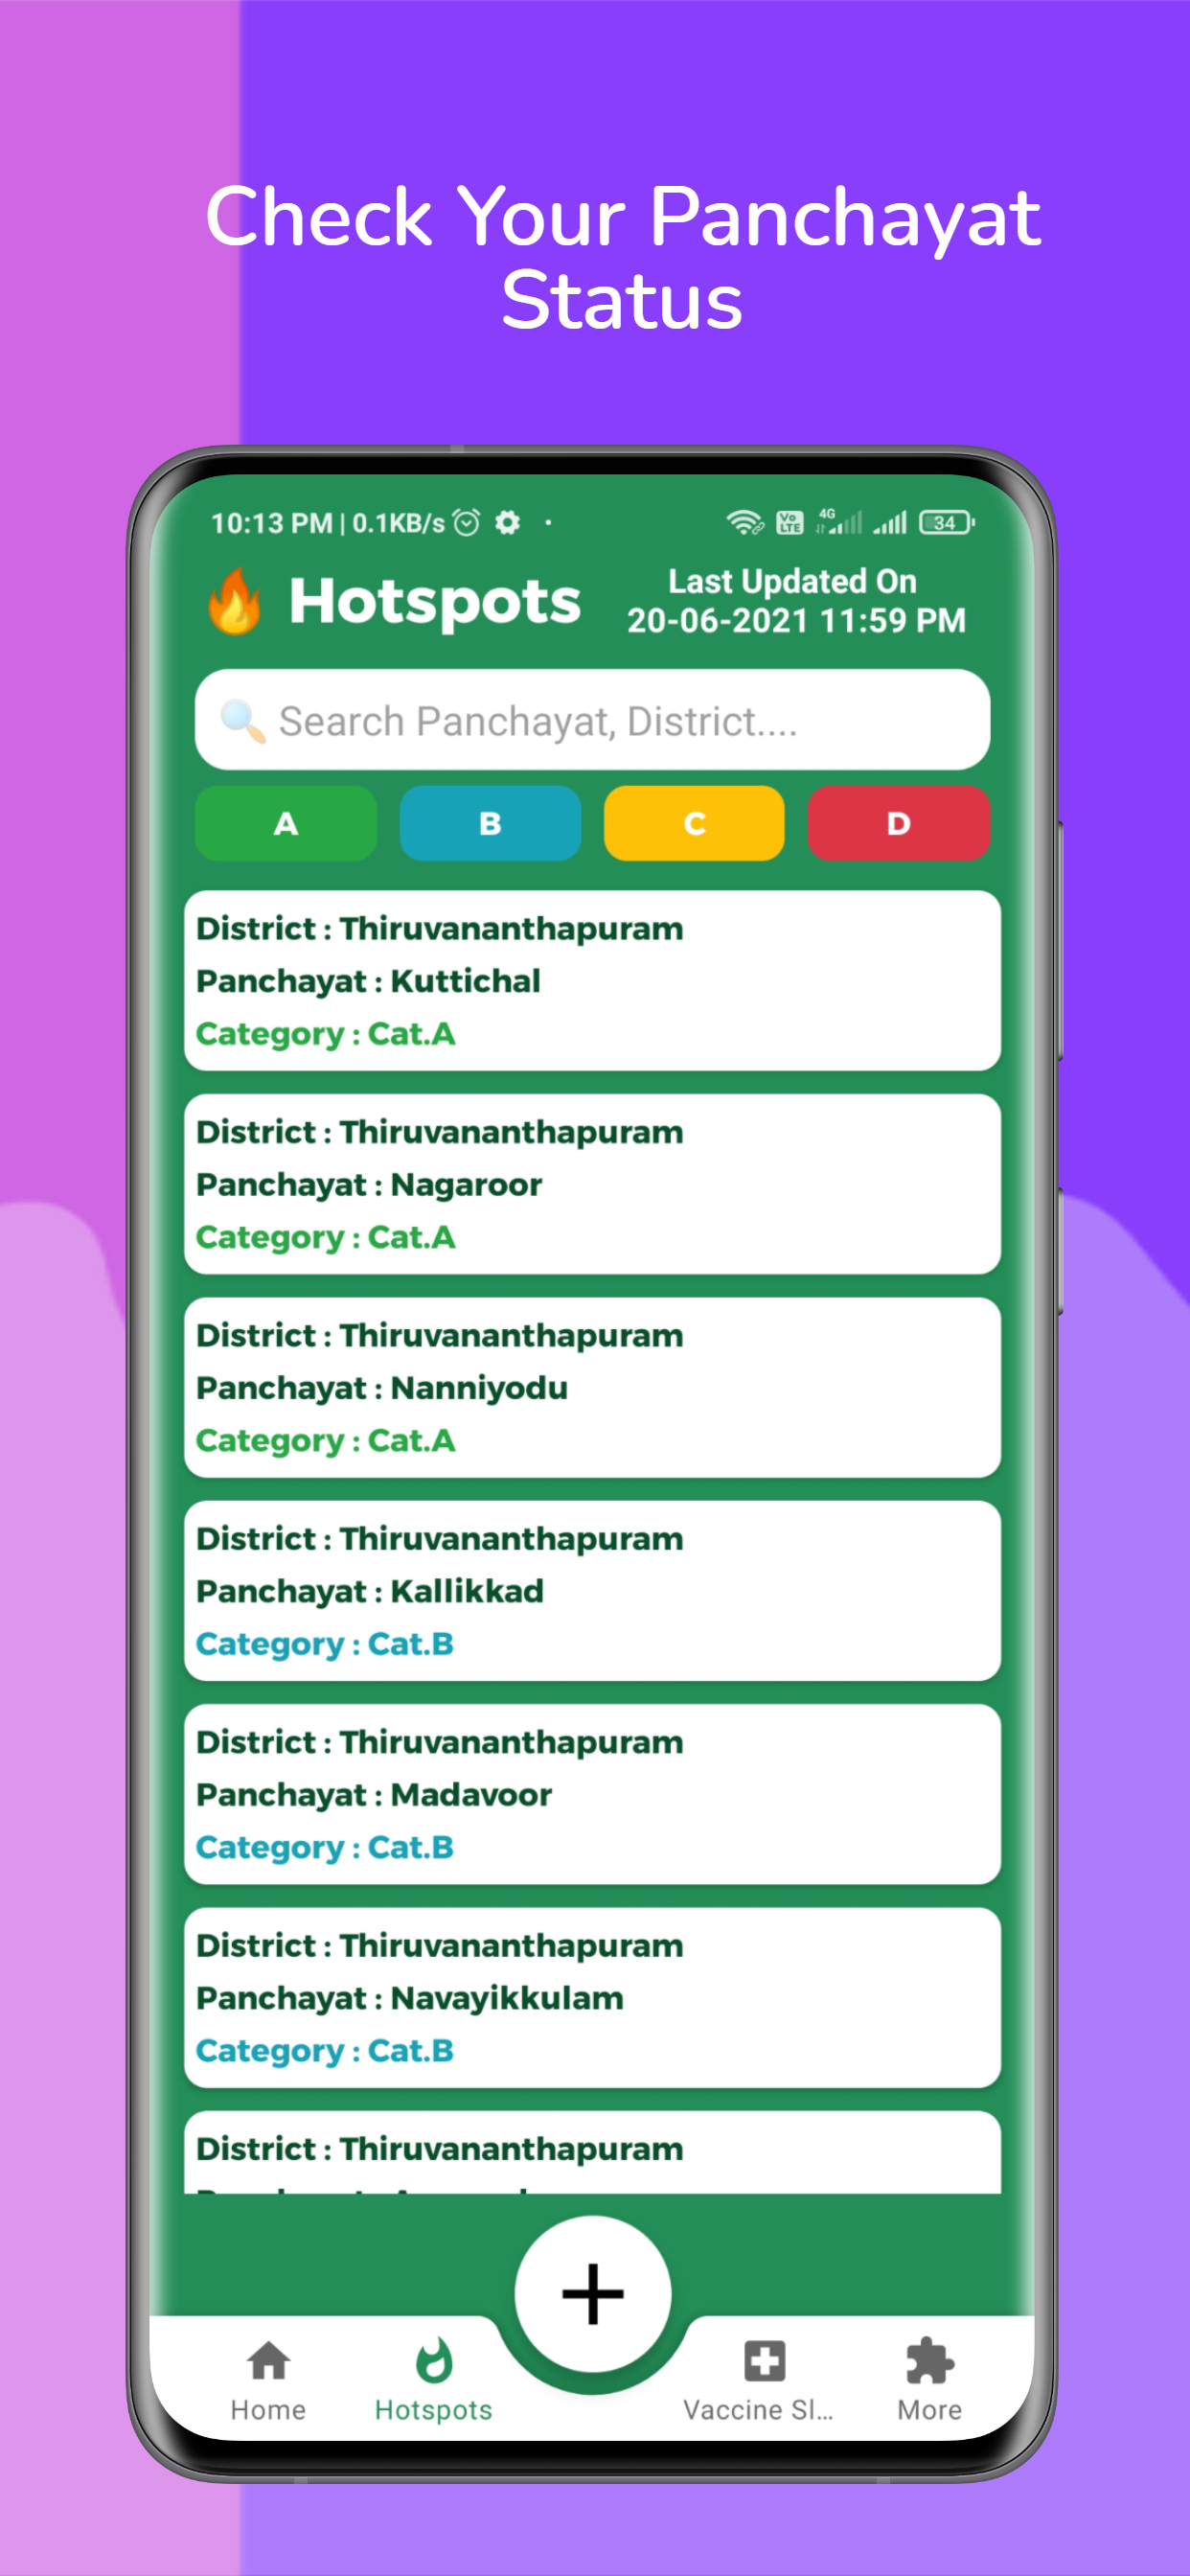 Check Your Panchayat
Status
10:13 PM | 0.1KB/s
Vo
LTE
4G
34
Hotspots
Last Updated On
20-06-2021 11:59 PM
Search Panchayat, District....
A
B
C
D
District : Thiruvananthapuram
Panchayat : Kuttichal
Category : Cat.A
District : Thiruvananthapuram
Panchayat : Nagaroor
Category : Cat.A
District : Thiruvananthapuram
Panchayat : Nanniyodu
Category : Cat.A
District : Thiruvananthapuram
Panchayat : Kallikkad
Category : Cat.B
District : Thiruvananthapuram
Panchayat : Madavoor
Category : Cat.B
District : Thiruvananthapuram
Panchayat : Navayikkulam
Category : Cat.B
District : Thiruvananthapuram
Home
Hotspots
Vaccine Sl...
More